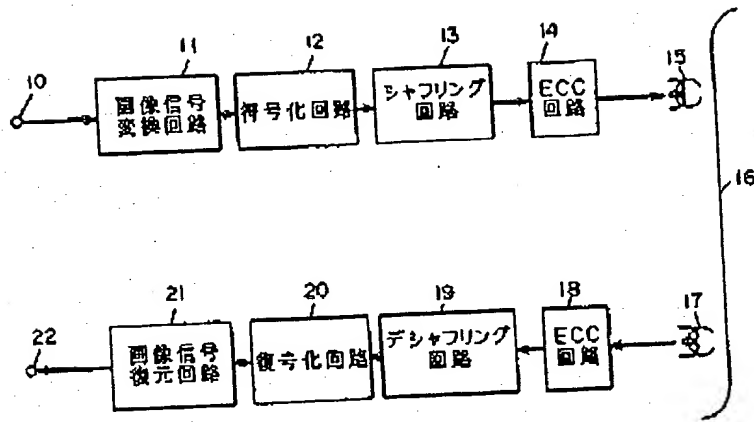 10
11
画像信号
変換回路
12
符号化回路
13
シャフリング
回路
14
ECC
回路
15
16
17
18
ECC
回路
19
デシャフリング
回路
20
復号化回路
21
画像信号
復元回路
22